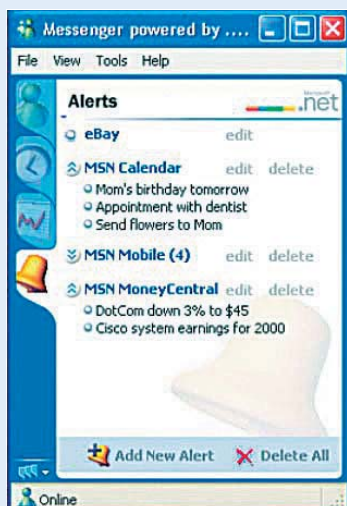 Messenger powered by ....
File View Tools Help
Alerts
Microsoft
.net
eBay edit
MSN Calendar edit delete
Mom's birthday tomorrow
Appointment with dentist
Send flowers to Mom
MSN Mobile (4) edit delete
MSN MoneyCentral edit delete
DotCom down 3% to $45
Cisco system earnings for 2000
Add New Alert Delete All
Online